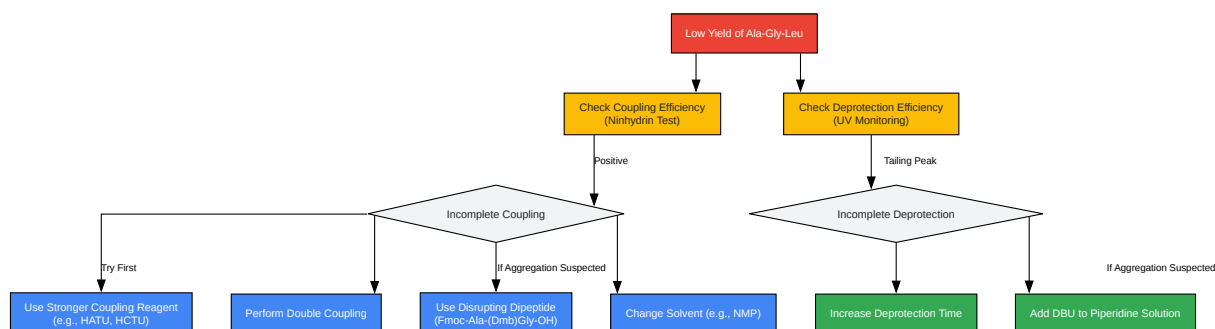 Low Yield of Ala-Gly-Leu
Check Coupling Efficiency
(Ninhydrin Test)
Check Deprotection Efficiency
(UV Monitoring)
Positive
Tailing Peak
Incomplete Coupling
Incomplete Deprotection
Try First
If Aggregation Suspected
If Aggregation Suspected
Use Stronger Coupling Reagent
(e.g., HATU, HCTU)
Perform Double Coupling
Use Disrupting Dipeptide
(Fmoc-Ala-(Dmb)Gly-OH)
Change Solvent (e.g., NMP)
Increase Deprotection Time
Add DBU to Piperidine Solution